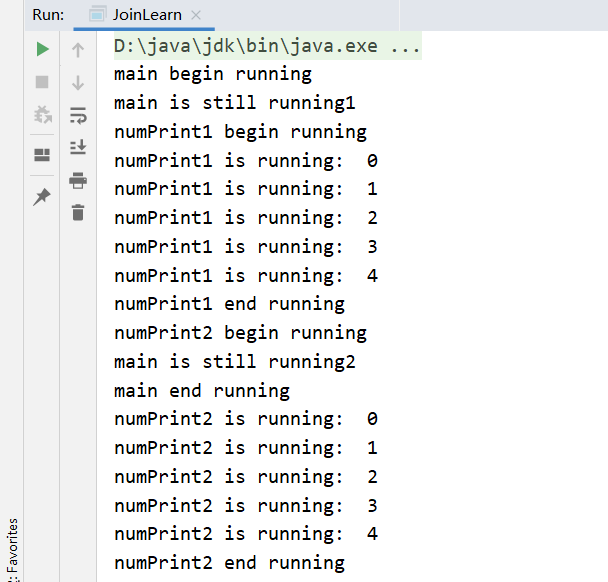 Run: JoinLearn
D:\java\jdk\bin\java.exe ...
main begin running
main is still running1
numPrint1 begin running
numPrint1 is running:  0
numPrint1 is running:  1
numPrint1 is running:  2
numPrint1 is running:  3
numPrint1 is running:  4
numPrint1 end running
numPrint2 begin running
main is still running2
main end running
numPrint2 is running:  0
numPrint2 is running:  1
numPrint2 is running:  2
numPrint2 is running:  3
numPrint2 is running:  4
numPrint2 end running
Favorites